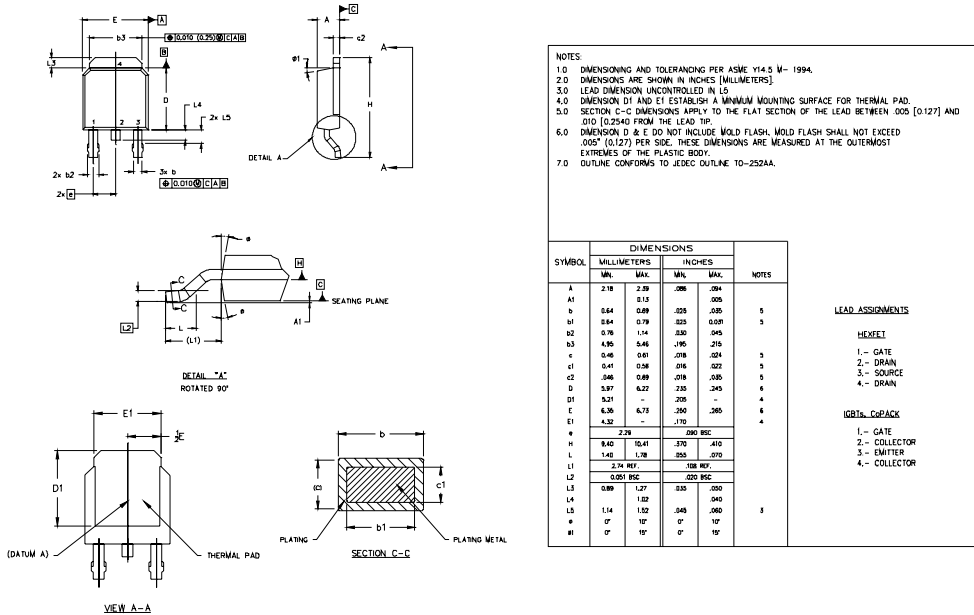 E
A
b3
⌖ 0.010 (0.25) Ⓜ C A B
B
L3
4
D
1
2
3
L4
2x L5
2x b2
3x b
2x e
⌖ 0.010 Ⓜ C A B
C
A
c2
A
ø1
H
DETAIL A
A
ø
C
C
L2
L
(L1)
H
C
SEATING PLANE
A1
ø
DETAIL "A"
ROTATED 90°
E1
½E
D1
(DATUM A)
THERMAL PAD
VIEW A-A
b
(c)
c1
b1
PLATING
PLATING METAL
SECTION C-C
NOTES:
1.0 DIMENSIONING AND TOLERANCING PER ASME Y14.5 M- 1994.
2.0 DIMENSIONS ARE SHOWN IN INCHES [MILLIMETERS].
3.0 LEAD DIMENSION UNCONTROLLED IN L5
4.0 DIMENSION D1 AND E1 ESTABLISH A MINIMUM MOUNTING SURFACE FOR THERMAL PAD.
5.0 SECTION C-C DIMENSIONS APPLY TO THE FLAT SECTION OF THE LEAD BETWEEN .005 [0.127] AND
.010 [0.2540] FROM THE LEAD TIP.
6.0 DIMENSION D & E DO NOT INCLUDE MOLD FLASH. MOLD FLASH SHALL NOT EXCEED
.005" (0.127) PER SIDE. THESE DIMENSIONS ARE MEASURED AT THE OUTERMOST
EXTREMES OF THE PLASTIC BODY.
7.0 OUTLINE CONFORMS TO JEDEC OUTLINE TO-252AA.
DIMENSIONS
SYMBOL MILLIMETERS INCHES
MIN. MAX. MIN. MAX. NOTES
A 2.18 2.39 .086 .094
A1 0.13 .005
b 0.64 0.89 .025 .035 5
b1 0.64 0.79 .025 0.031 5
b2 0.76 1.14 .030 .045
b3 4.95 5.46 .195 .215
c 0.46 0.61 .018 .024 5
c1 0.41 0.56 .016 .022 5
c2 .046 0.89 .018 .035 5
D 5.97 6.22 .235 .245 6
D1 5.21 - .205 - 4
E 6.35 6.73 .250 .265 6
E1 4.32 - .170 4
e 2.29 .090 BSC
H 9.40 10.41 .370 .410
L 1.40 1.78 .055 .070
L1 2.74 REF. .108 REF.
L2 0.051 BSC .020 BSC
L3 0.89 1.27 .035 .050
L4 1.02 .040
L5 1.14 1.52 .045 .060 3
ø 0° 10° 0° 10°
ø1 0° 15° 0° 15°
LEAD ASSIGNMENTS
HEXFET
1.- GATE
2.- DRAIN
3.- SOURCE
4.- DRAIN
IGBTs, CoPACK
1.- GATE
2.- COLLECTOR
3.- EMITTER
4.- COLLECTOR